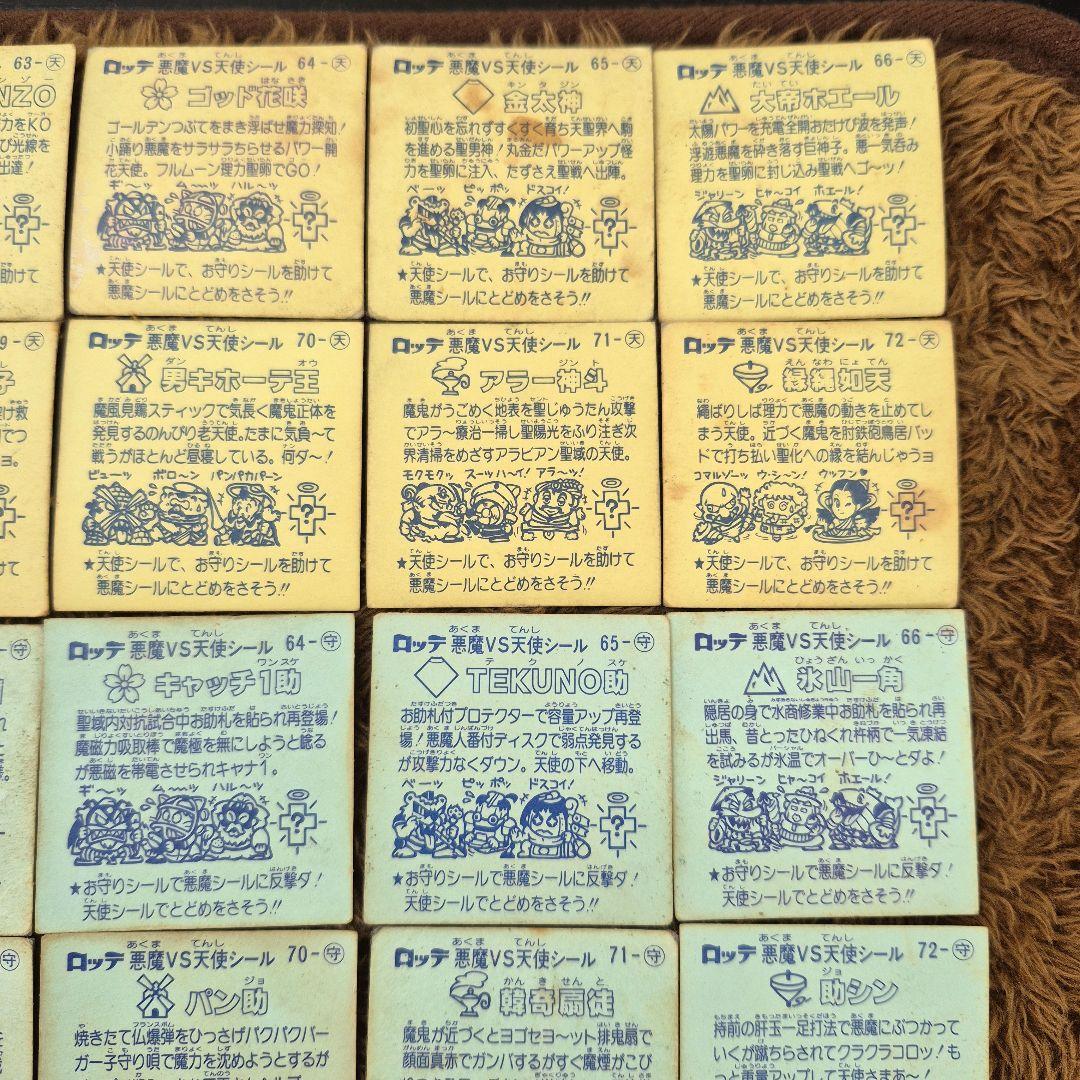 63-天
NZO
力をKO
び光線を
出達!
助けて
ロッテ 悪魔VS天使シール 64-天
ゴッド花咲
ゴールデンつぶてをまき浮ばせ魔力探知!
小踊り悪魔をサラサラちらせるパワー開
花天使。フルムーン理力聖卵でGO!
ギ〜ッ ム〜ッ ハル〜ッ
?
★天使シールで、お守りシールを助けて
悪魔シールにとどめをさそう!!
ロッテ 悪魔VS天使シール 65-天
金太神
初聖心を忘れずすくすく育ち天聖界へ駒
を進める聖男神!丸金だパワーアップ怪
力を聖卵に注入、たずさえ聖戦へ出陣。
ベーッ ピッポッ ドスコイ!
?
★天使シールで、お守りシールを助けて
悪魔シールにとどめをさそう!!
ロッテ 悪魔VS天使シール 66-天
大帝ホエール
太陽パワーを充電全開おたけび波を発声!
浮遊悪魔を砕き落す巨神子。悪一気呑み
理力を聖卵に封じ込み聖戦へゴ〜ッ!
ジャリーン ヒャ〜コイ ホエール!
?
★天使シールで、お守りシールを助けて
悪魔シールにとどめをさそう!!
9-天
子
け救
でつ
ョ。
?
けて
ロッテ 悪魔VS天使シール 70-天
男キホーテ王
魔風見鶏スティックで気長く魔鬼正体を
発見するのんびり老天使。たまに気負〜て
戦うがほとんど昼寝している。何ダ〜!
ビューッ ボロ〜ン パンパカパーン
?
★天使シールで、お守りシールを助けて
悪魔シールにとどめをさそう!!
ロッテ 悪魔VS天使シール 71-天
アラー神斗
魔鬼がうごめく地表を聖じゅうたん攻撃
でアラ〜療治一掃し聖陽光をふり注ぎ次
界清掃をめざすアラビアン聖域の天使。
モクモクッ スーッハ〜イ! アラ〜ッ!
?
★天使シールで、お守りシールを助けて
悪魔シールにとどめをさそう!!
ロッテ 悪魔VS天使シール 72-天
縁縄如天
縄ばりしば理力で悪魔の動きを止めてし
まう天使。近づく魔鬼を肘鉄砲鳥居パッ
ドで打ち払い聖化への縁を結んじゃうョ
コマルゾーッ ウ・シ〜ン! ウッフン♥
?
★天使シールで、お守りシールを助けて
悪魔シールにとどめをさそう!!
-守
ロッテ 悪魔VS天使シール 64-守
キャッチ1助
聖域内対抗試合中お助札を貼られ再登場!
魔磁力吸取棒で魔極を無にしようと唸る
が悪磁を帯電させられキャナ1。
ギ〜ッ ム〜ッ ハル〜ッ
?
★お守りシールで悪魔シールに反撃ダ!
天使シールでとどめをさそう!!
ロッテ 悪魔VS天使シール 65-守
TEKUNO助
お助札付プロテクターで容量アップ再登
場!悪魔人番付ディスクで弱点発見する
が攻撃力なくダウン。天使の下へ移動。
ベーッ ピッポッ ドスコイ!
?
★お守りシールで悪魔シールに反撃ダ!
天使シールでとどめをさそう!!
ロッテ 悪魔VS天使シール 66-守
氷山一角
隠居の身で水商修業中お助札を貼られ再
出馬、昔とったひねくれ杵柄で一気凍結
を試みるが氷温でオーバーひ〜とダよ!
ジャリーン ヒャ〜コイ ホエール!
?
★お守りシールで悪魔シールに反撃ダ!
天使シールでとどめをさそう!!
守
ロッテ 悪魔VS天使シール 70-守
パン助
焼きたて仏爆弾をひっさげバクバクバー
ガー子守り唄で魔力を沈めようとするが
ロッテ 悪魔VS天使シール 71-守
韓奇扇徒
魔鬼が近づくとヨゴセヨ〜ット排鬼扇で
顔面真赤でガンバするがすぐ魔煙がこび
ロッテ 悪魔VS天使シール 72-守
助シン
持前の肝玉一足打法で悪魔にぶつかって
いくが蹴ちらされてクラクラコロッ!も
っと重量アップして天使さまあ〜!